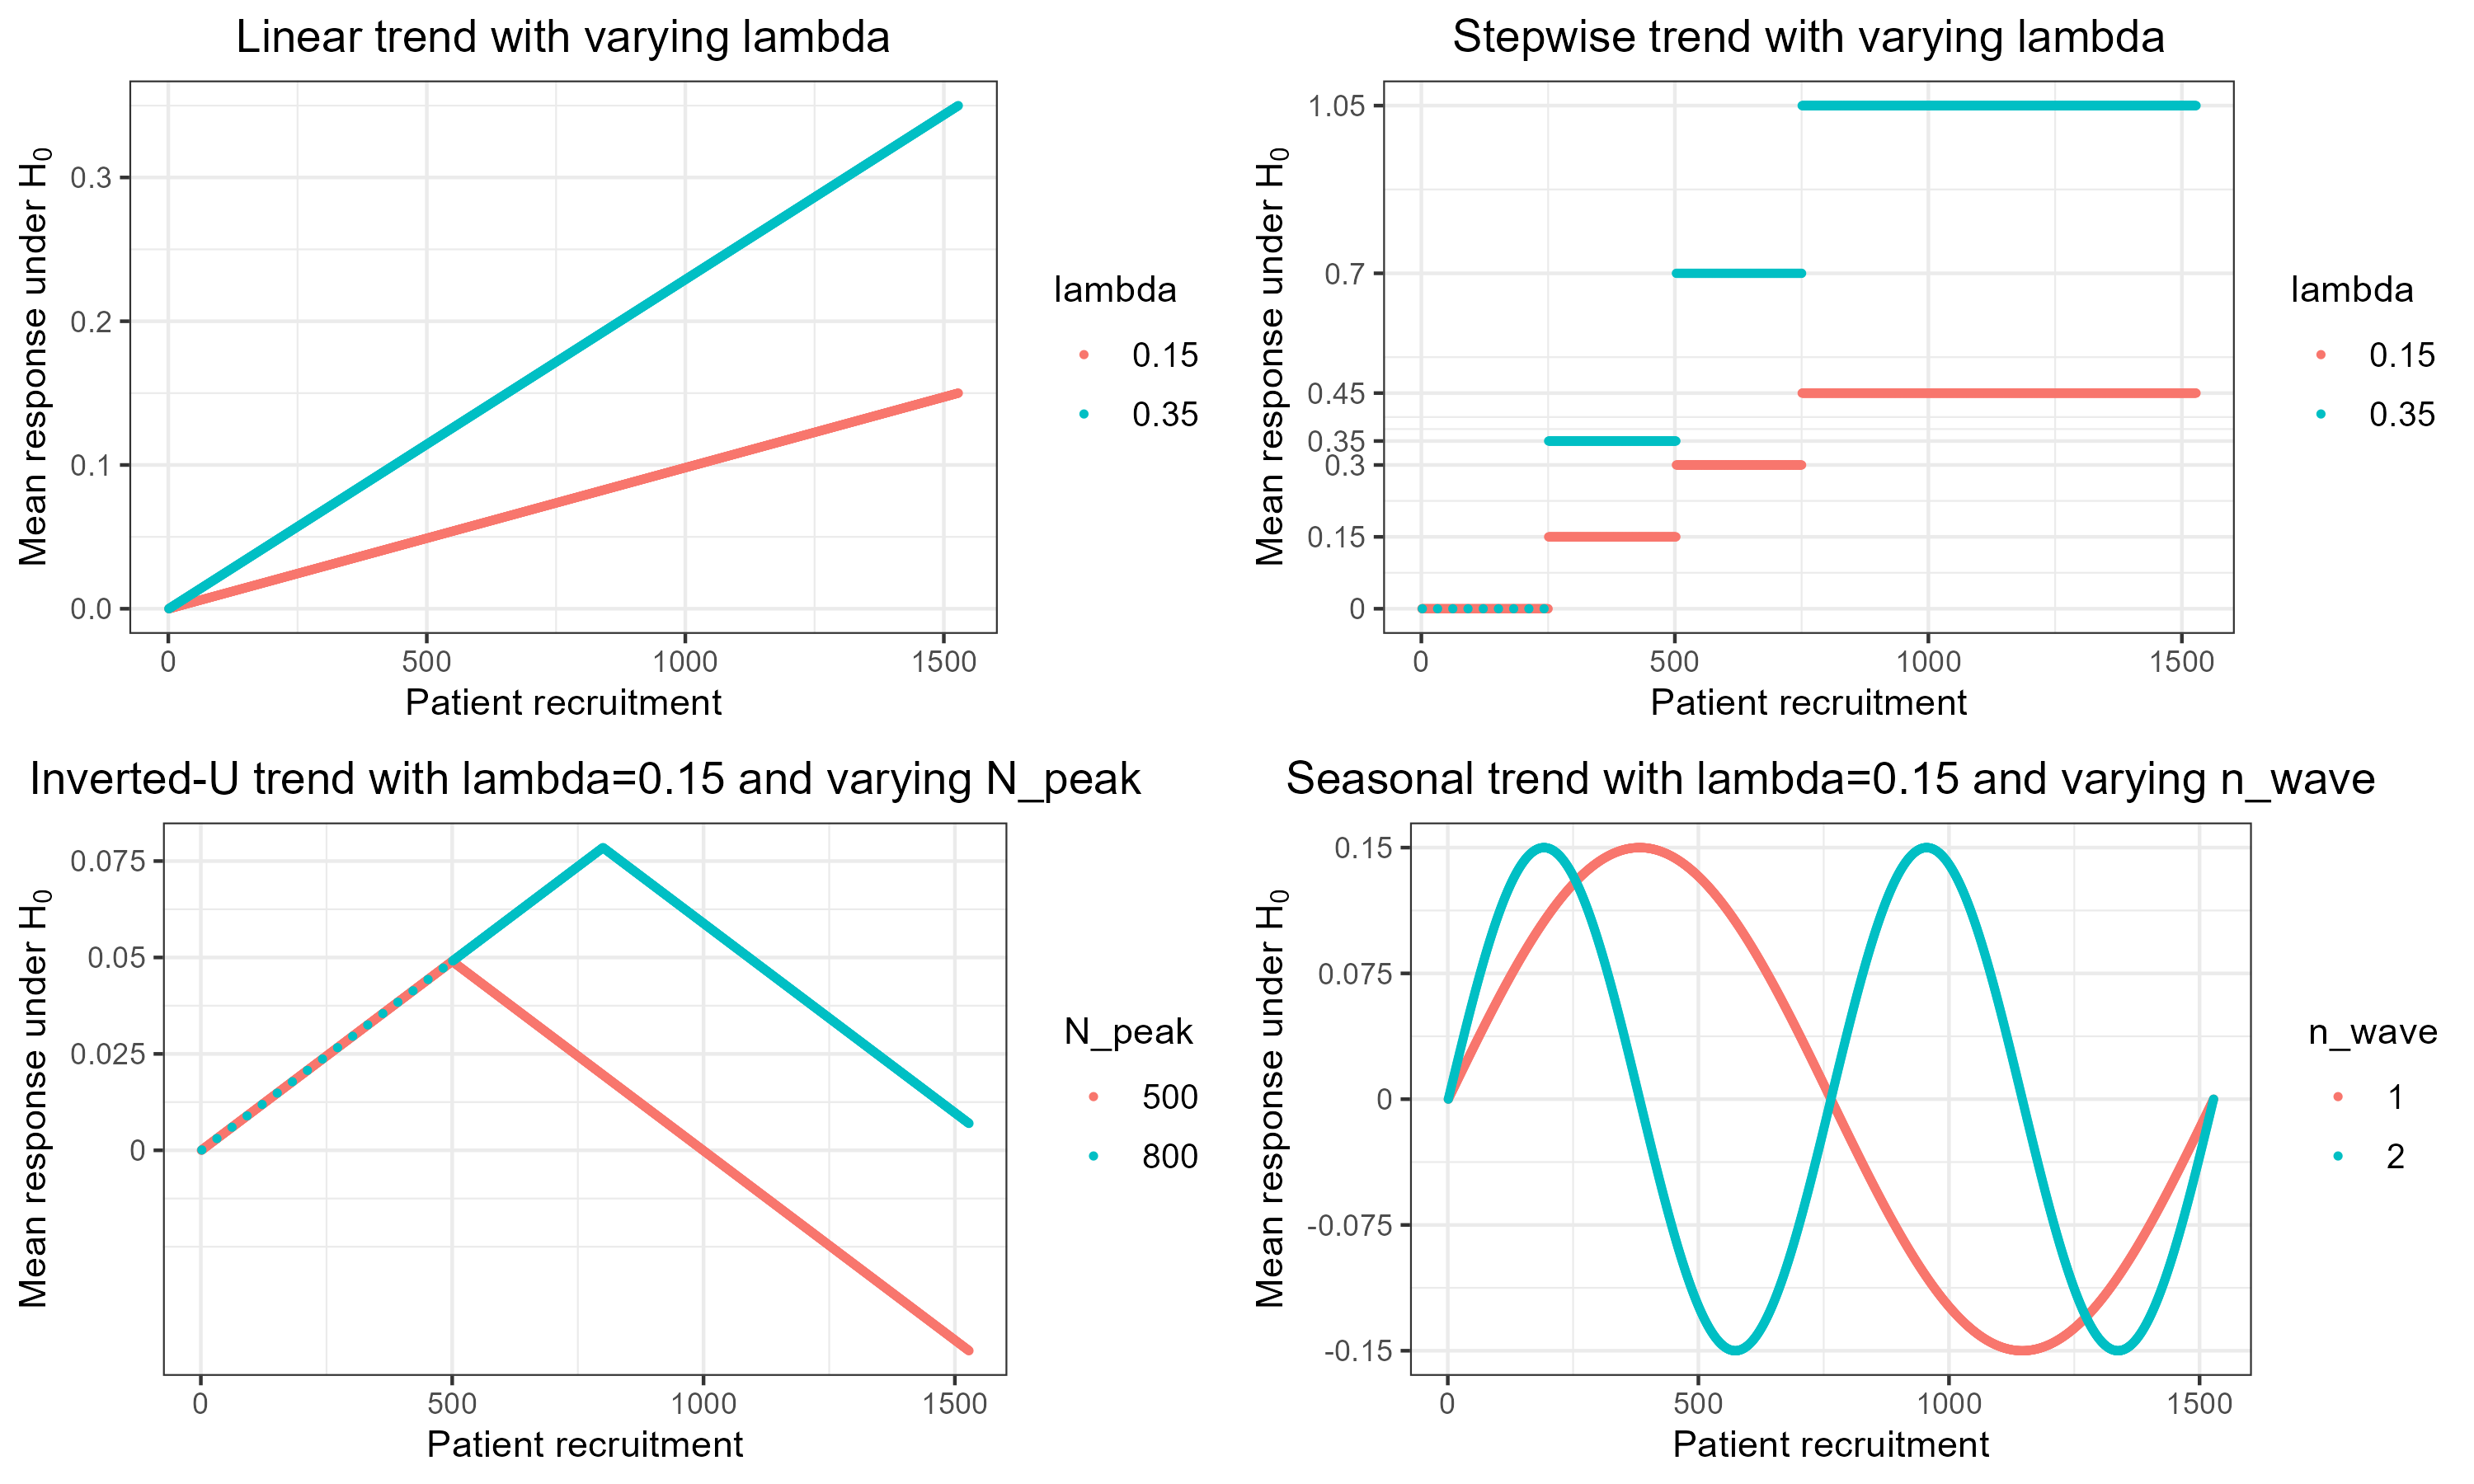 Linear trend with varying lambda
Mean response under H₀
0.3
0.2
0.1
0.0
0 500 1000 1500
Patient recruitment
lambda
0.15
0.35
Stepwise trend with varying lambda
Mean response under H₀
1.05
0.7
0.45
0.35
0.3
0.15
0
0 500 1000 1500
Patient recruitment
lambda
0.15
0.35
Inverted-U trend with lambda=0.15 and varying N_peak
Mean response under H₀
0.075
0.05
0.025
0
0 500 1000 1500
Patient recruitment
N_peak
500
800
Seasonal trend with lambda=0.15 and varying n_wave
Mean response under H₀
0.15
0.075
0
-0.075
-0.15
0 500 1000 1500
Patient recruitment
n_wave
1
2